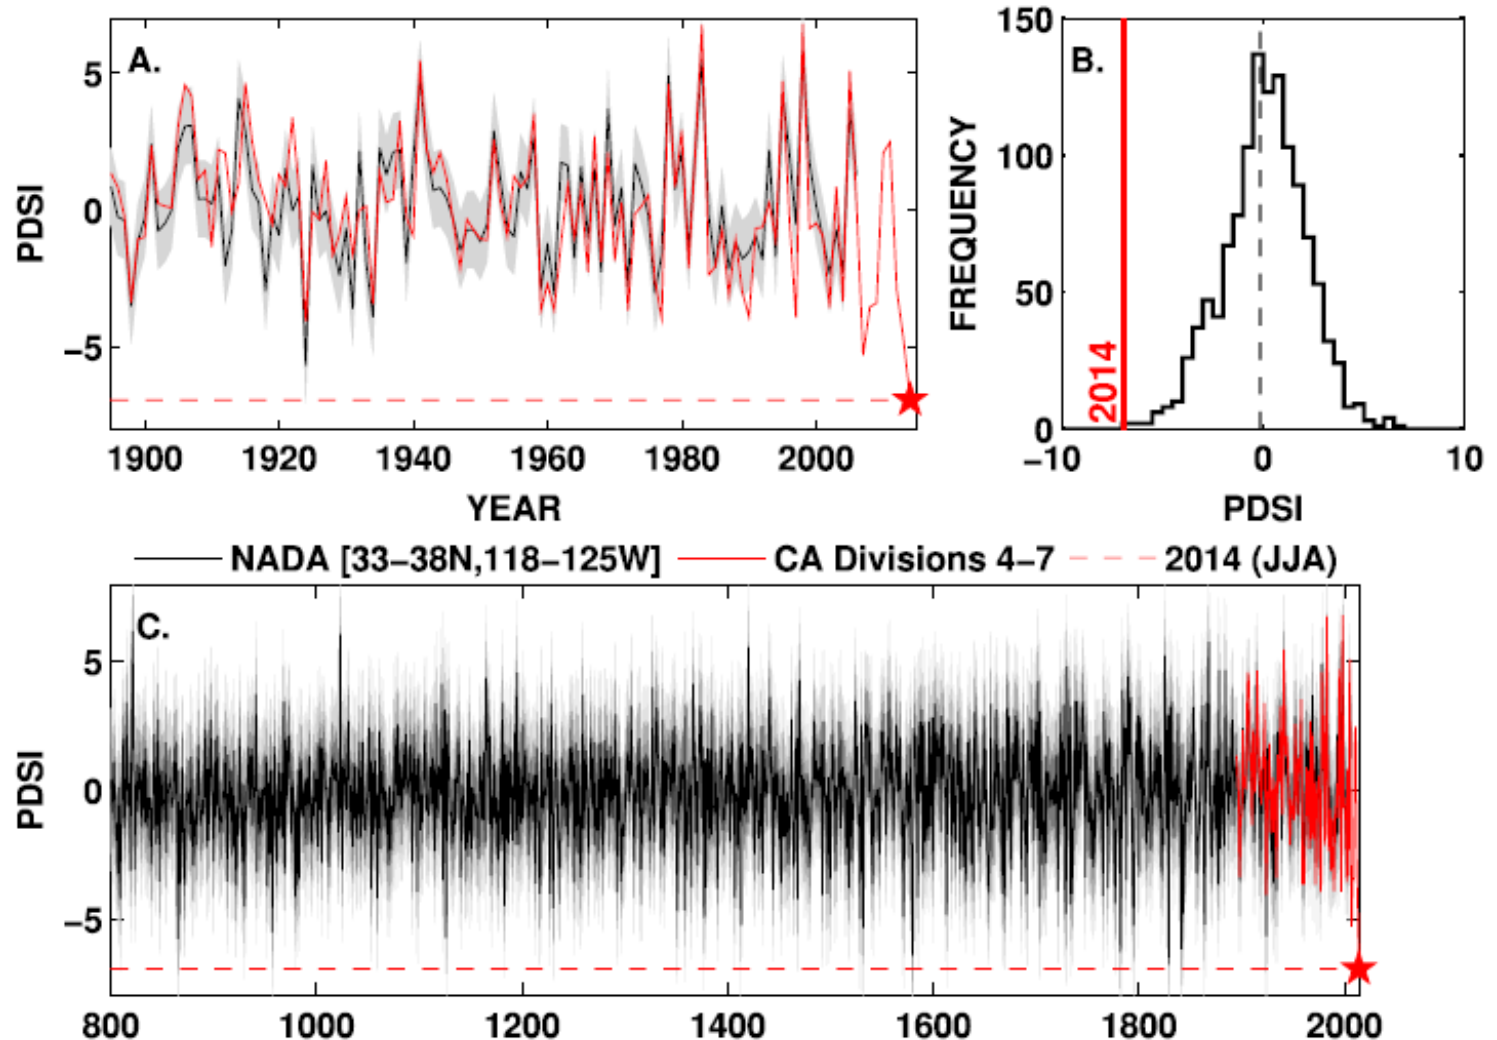 A.
PDSI
5
0
−5
1900 1920 1940 1960 1980 2000
YEAR
B.
FREQUENCY
150
100
50
0
2014
−10 0 10
PDSI
NADA [33−38N,118−125W] CA Divisions 4−7 2014 (JJA)
C.
PDSI
5
0
−5
800 1000 1200 1400 1600 1800 2000